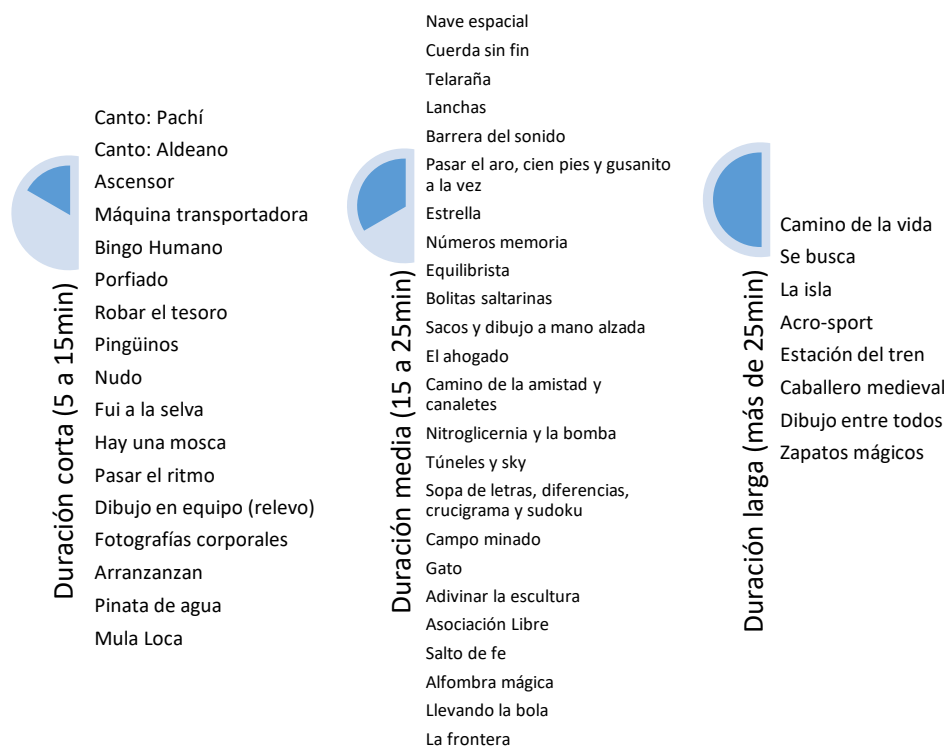 Duración corta (5 a 15min)
Canto: Pachí
Canto: Aldeano
Ascensor
Máquina transportadora
Bingo Humano
Porfiado
Robar el tesoro
Pingüinos
Nudo
Fui a la selva
Hay una mosca
Pasar el ritmo
Dibujo en equipo (relevo)
Fotografías corporales
Arranzanzan
Pinata de agua
Mula Loca
Duración media (15 a 25min)
Nave espacial
Cuerda sin fin
Telaraña
Lanchas
Barrera del sonido
Pasar el aro, cien pies y gusanito
a la vez
Estrella
Números memoria
Equilibrista
Bolitas saltarinas
Sacos y dibujo a mano alzada
El ahogado
Camino de la amistad y
canaletes
Nitroglicernia y la bomba
Túneles y sky
Sopa de letras, diferencias,
crucigrama y sudoku
Campo minado
Gato
Adivinar la escultura
Asociación Libre
Salto de fe
Alfombra mágica
Llevando la bola
La frontera
Duración larga (más de 25min)
Camino de la vida
Se busca
La isla
Acro-sport
Estación del tren
Caballero medieval
Dibujo entre todos
Zapatos mágicos